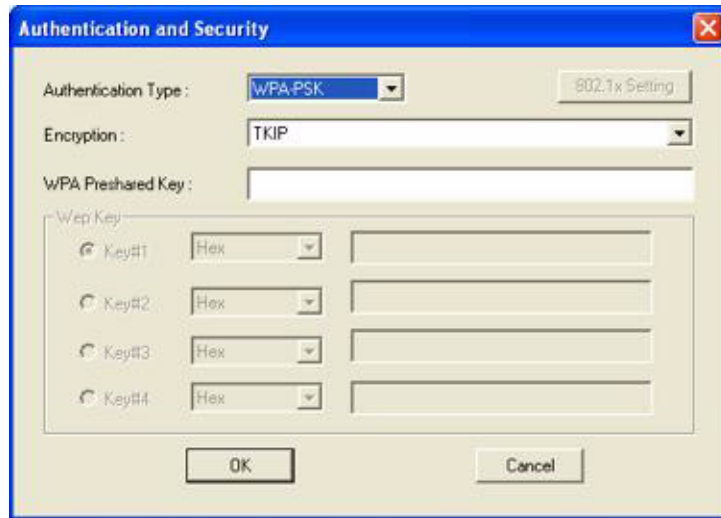 Authentication and Security
Authentication Type : WPA-PSK 802.1x Setting
Encryption : TKIP
WPA Preshared Key :
Wep Key
Key#1 Hex
Key#2 Hex
Key#3 Hex
Key#4 Hex
OK Cancel